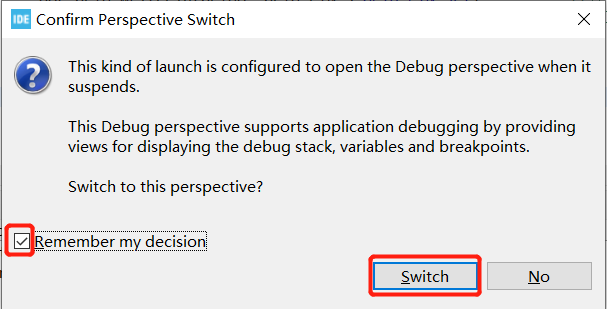 IDE Confirm Perspective Switch
This kind of launch is configured to open the Debug perspective when it
suspends.
This Debug perspective supports application debugging by providing
views for displaying the debug stack, variables and breakpoints.
Switch to this perspective?
Remember my decision
Switch No